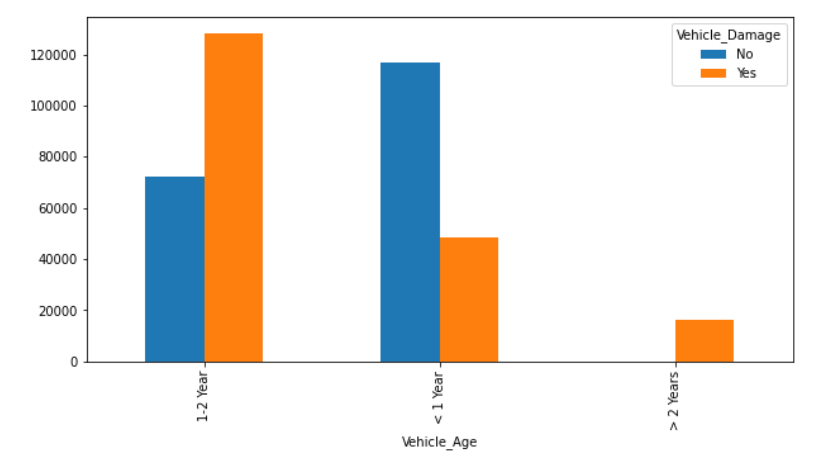 Vehicle_Damage
No
Yes
120000
100000
80000
60000
40000
20000
0
1-2 Year
< 1 Year
> 2 Years
Vehicle_Age